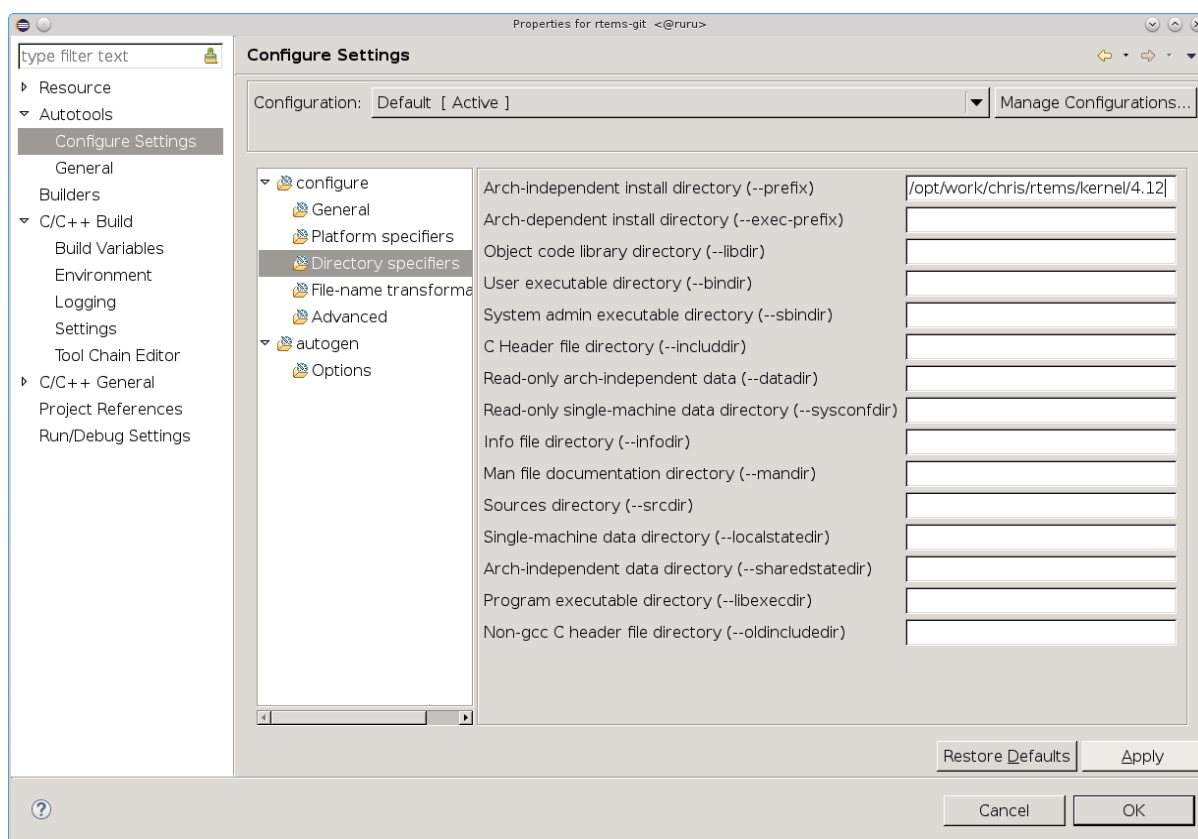 Properties for rtems-git <@ruru>
type filter text
Resource
Autotools
Configure Settings
General
Builders
C/C++ Build
Build Variables
Environment
Logging
Settings
Tool Chain Editor
C/C++ General
Project References
Run/Debug Settings
Configure Settings
Configuration: Default [ Active ] Manage Configurations...
configure
General
Platform specifiers
Directory specifiers
File-name transforma
Advanced
autogen
Options
Arch-independent install directory (--prefix) /opt/work/chris/rtems/kernel/4.12
Arch-dependent install directory (--exec-prefix)
Object code library directory (--libdir)
User executable directory (--bindir)
System admin executable directory (--sbindir)
C Header file directory (--includdir)
Read-only arch-independent data (--datadir)
Read-only single-machine data directory (--sysconfdir)
Info file directory (--infodir)
Man file documentation directory (--mandir)
Sources directory (--srcdir)
Single-machine data directory (--localstatedir)
Arch-independent data directory (--sharedstatedir)
Program executable directory (--libexecdir)
Non-gcc C header file directory (--oldincludedir)
Restore Defaults Apply
? Cancel OK